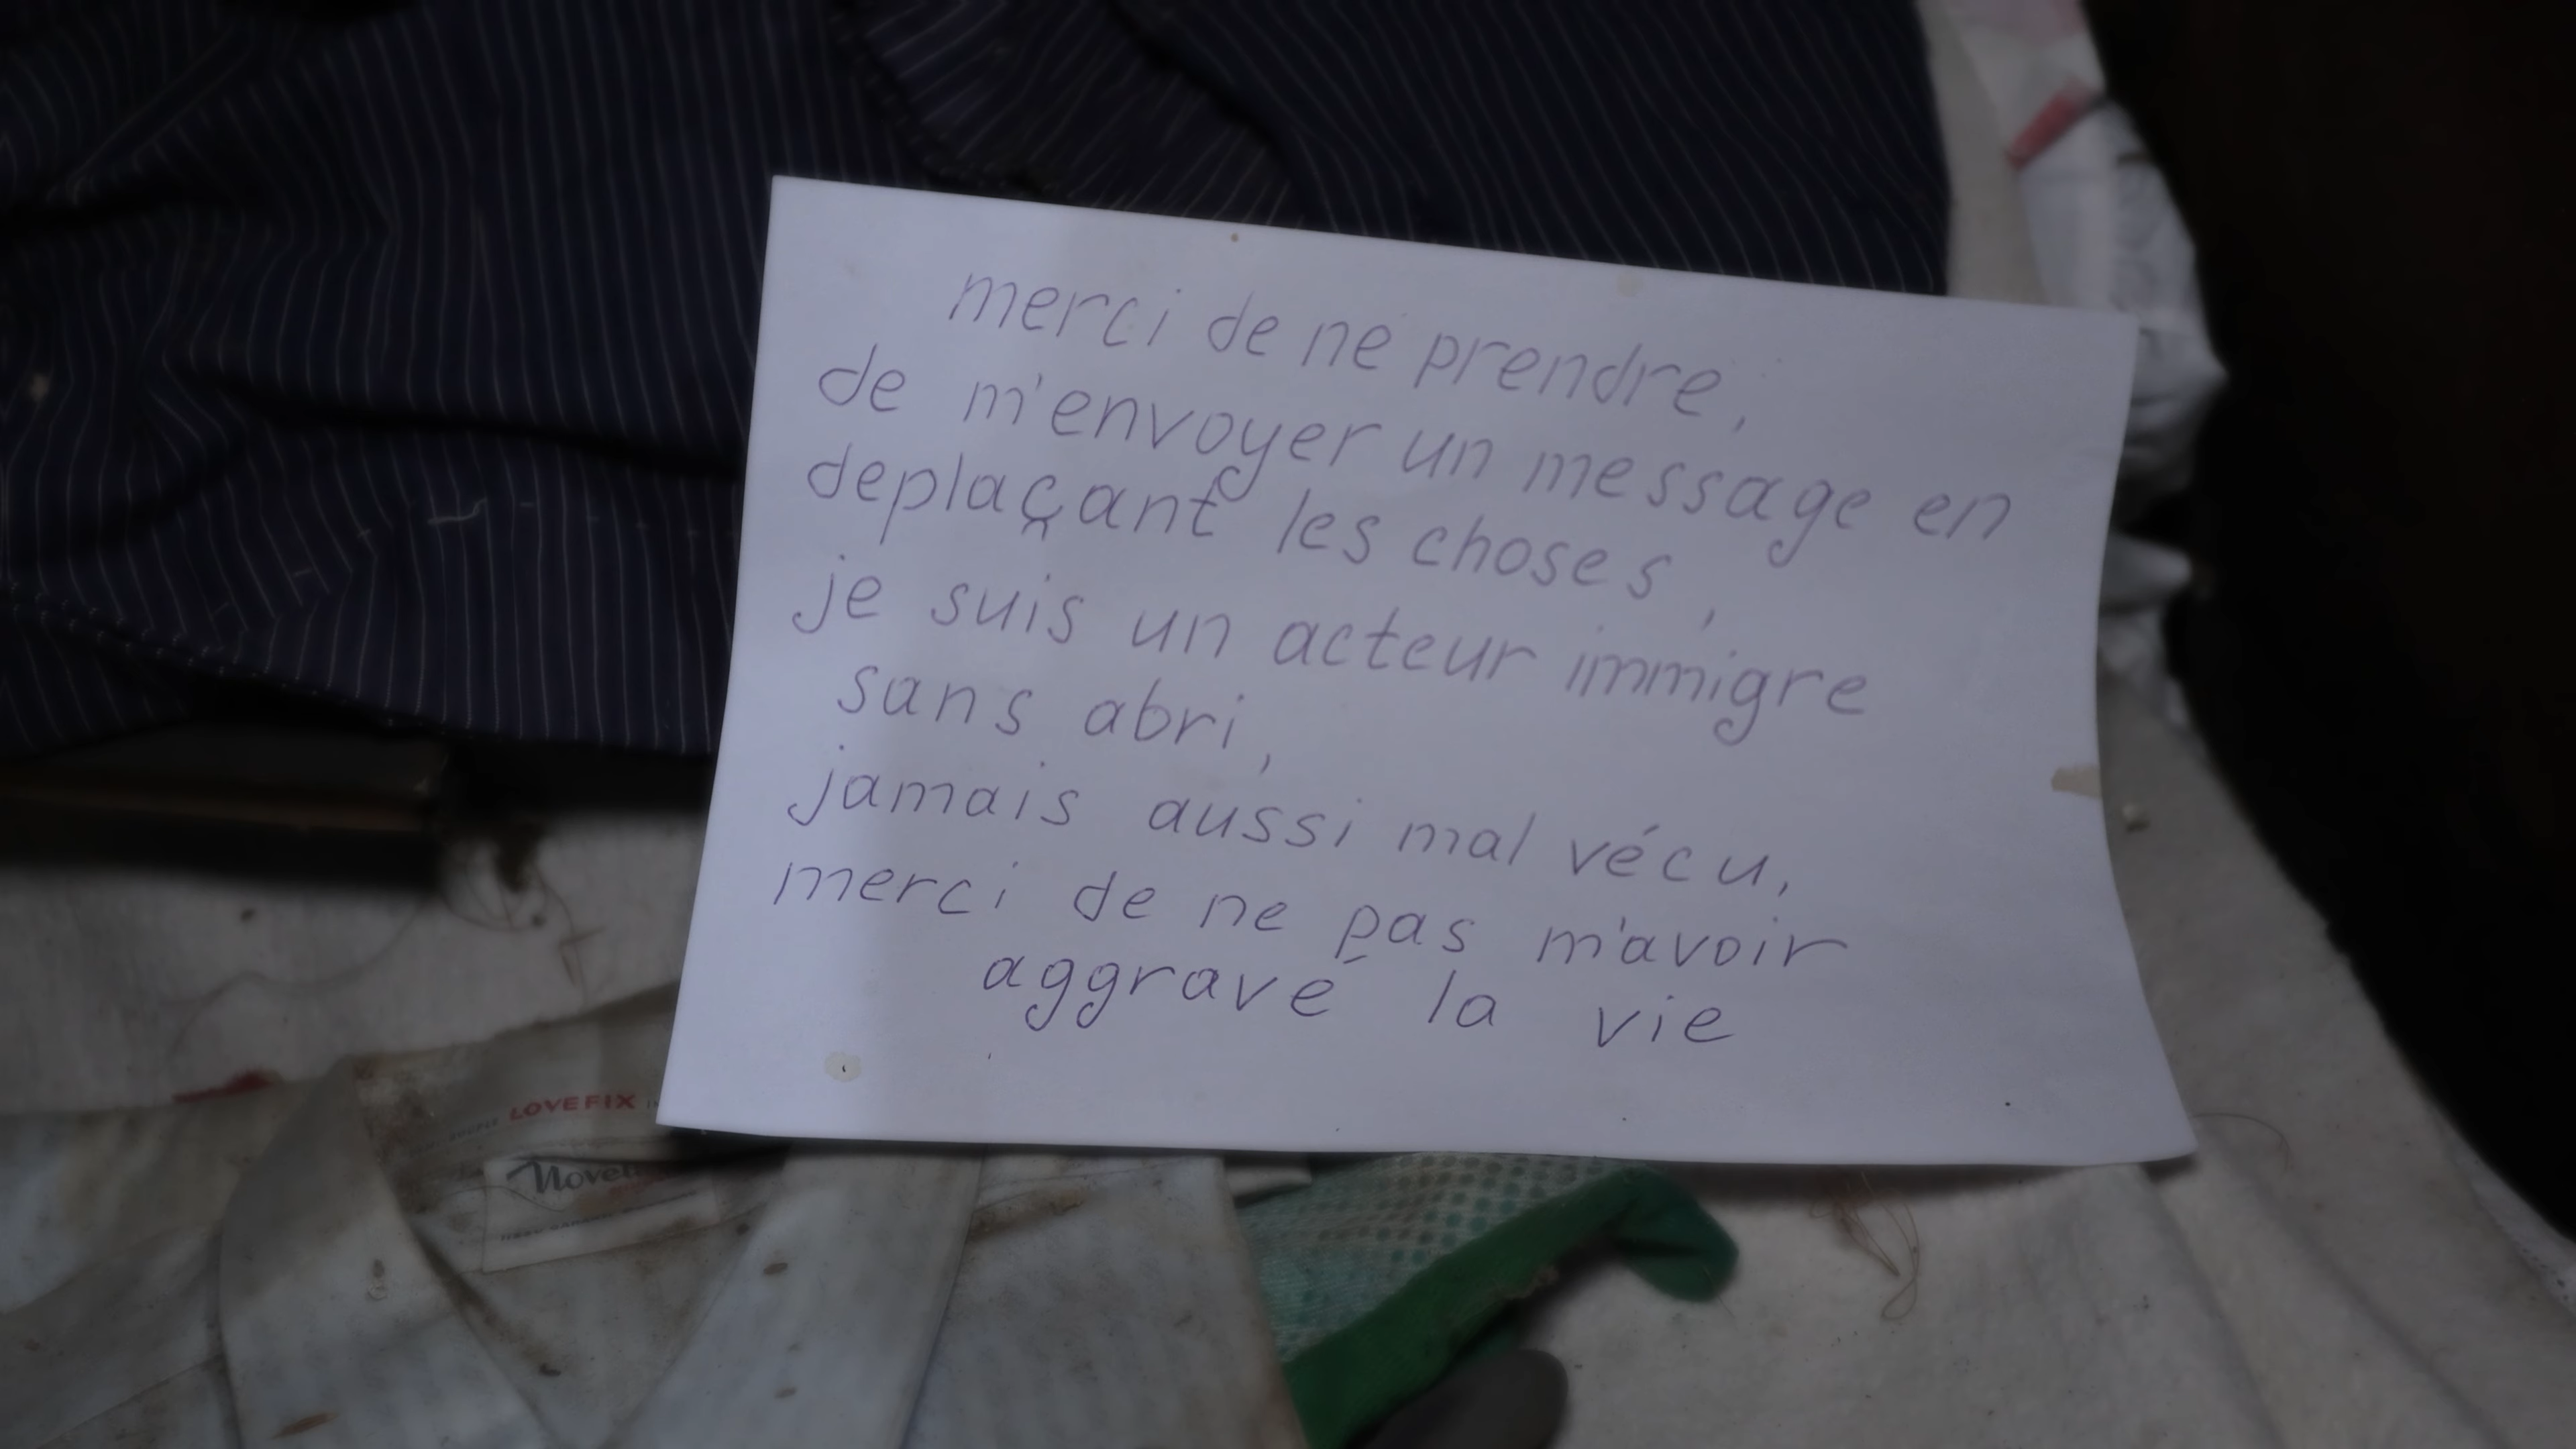 merci de ne prendre,
de m'envoyer un message en
deplaçant les choses,
je suis un acteur immigre
sans abri,
jamais aussi mal vécu,
merci de ne pas m'avoir
aggravé la vie
LOVEFIX